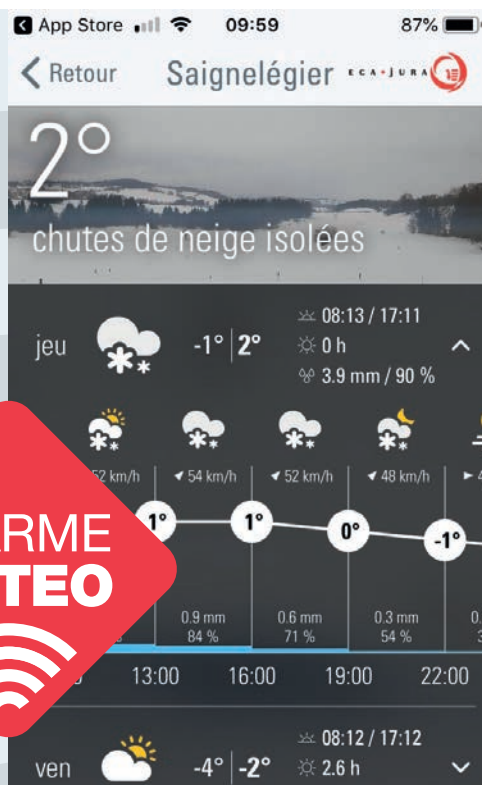 App Store 09:59 87%
Retour Saignelégier ECA•JURA
2°
chutes de neige isolées
08:13 / 17:11
jeu -1° 2° 0 h
3.9 mm / 90 %
52 km/h 54 km/h 52 km/h 48 km/h
1° 1° 0° -1°
0.9 mm 0.6 mm 0.3 mm
84 % 71 % 54 %
13:00 16:00 19:00 22:00
08:12 / 17:12
ven -4° -2° 2.6 h